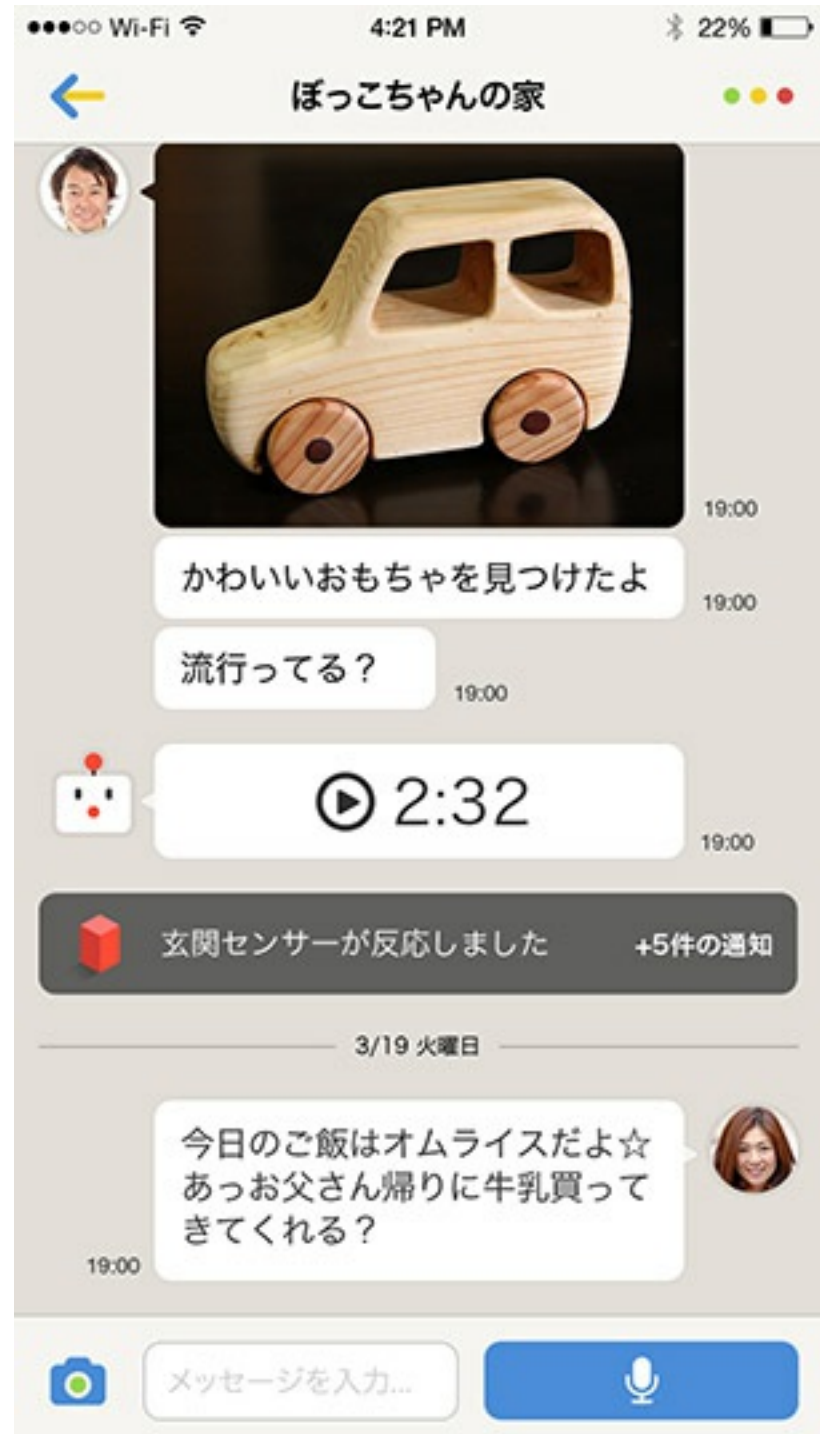 ●●●○○ Wi-Fi 4:21 PM 22%
ぼっこちゃんの家
19:00
かわいいおもちゃを見つけたよ
19:00
流行ってる？
19:00
2:32
19:00
玄関センサーが反応しました +5件の通知
3/19 火曜日
今日のご飯はオムライスだよ☆
あっお父さん帰りに牛乳買って
きてくれる？
19:00
メッセージを入力...